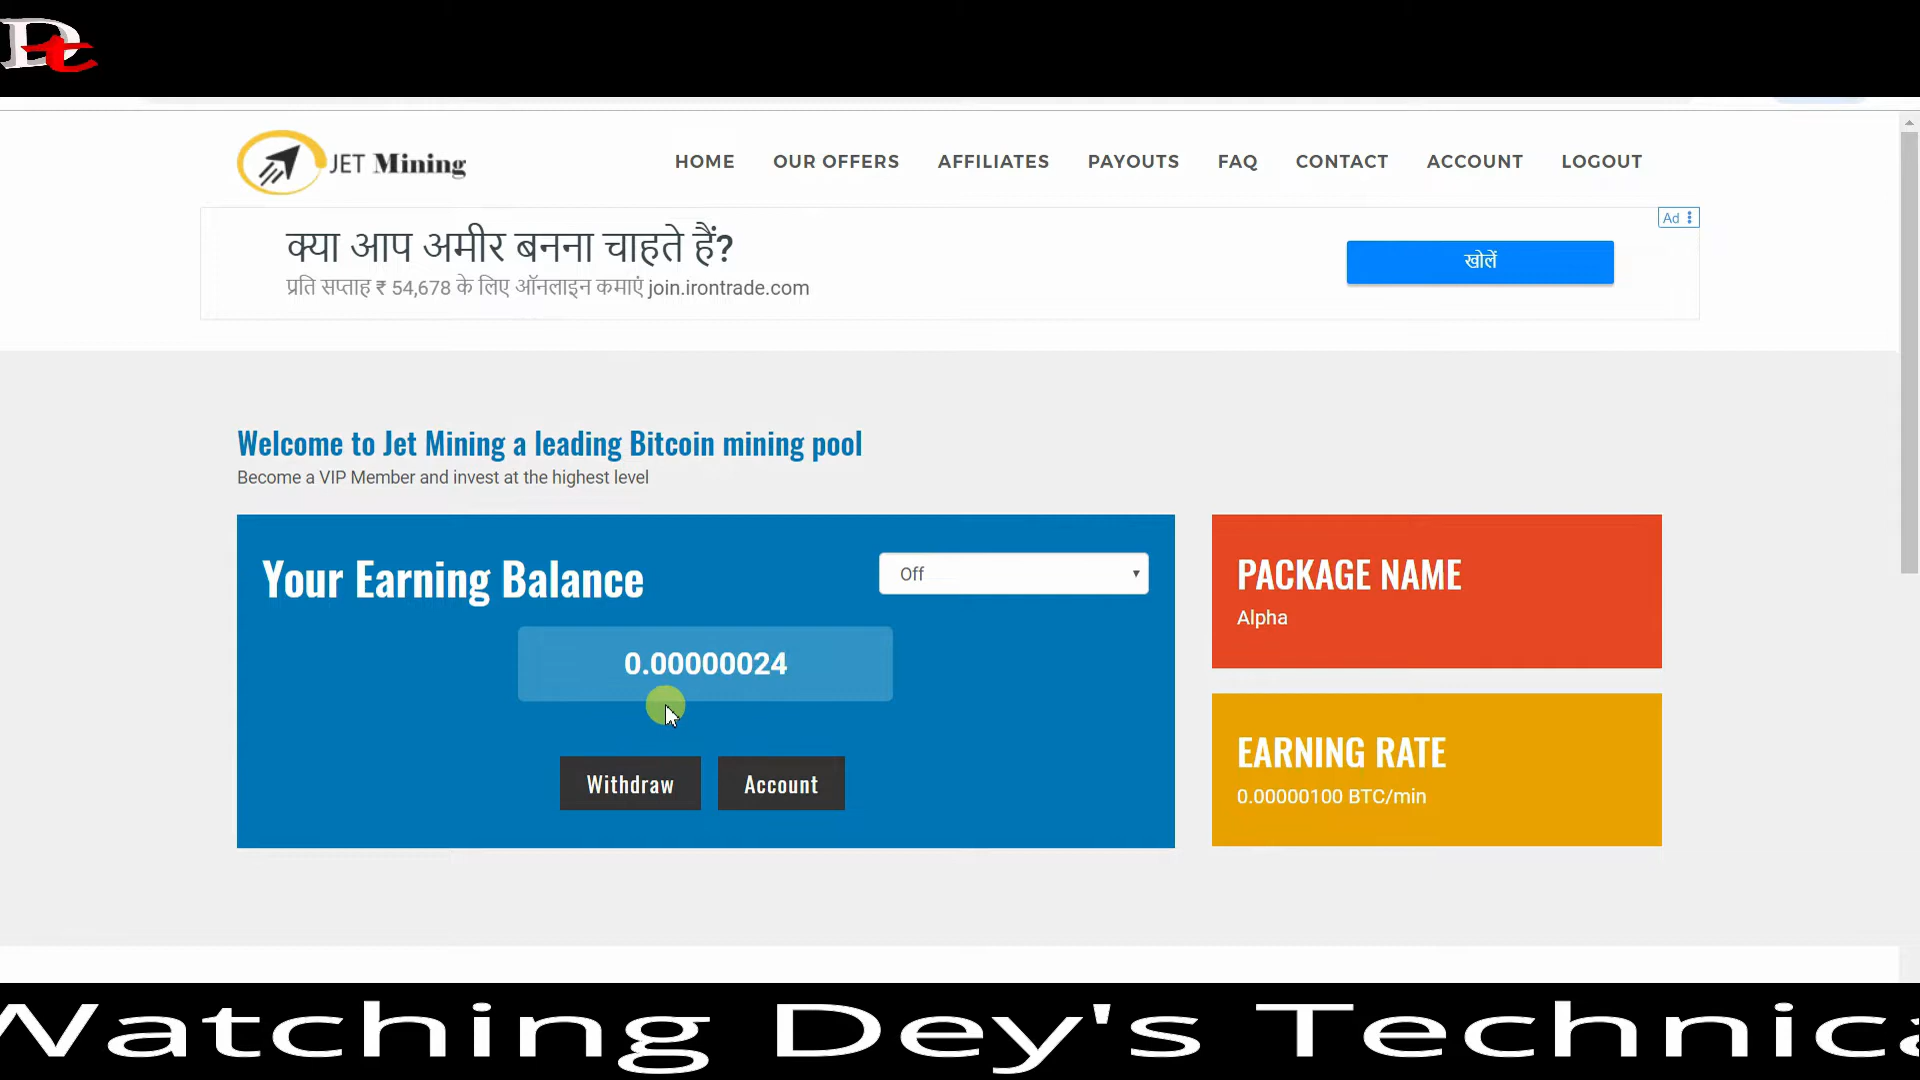 Dt
JET Mining
HOME OUR OFFERS AFFILIATES PAYOUTS FAQ CONTACT ACCOUNT LOGOUT
Ad
क्या आप अमीर बनना चाहते हैं?
प्रति सप्ताह ₹ 54,678 के लिए ऑनलाइन कमाएं join.irontrade.com
खोलें
Welcome to Jet Mining a leading Bitcoin mining pool
Become a VIP Member and invest at the highest level
Your Earning Balance
Off
0.00000024
Withdraw Account
PACKAGE NAME
Alpha
EARNING RATE
0.00000100 BTC/min
Watching Dey's Technica